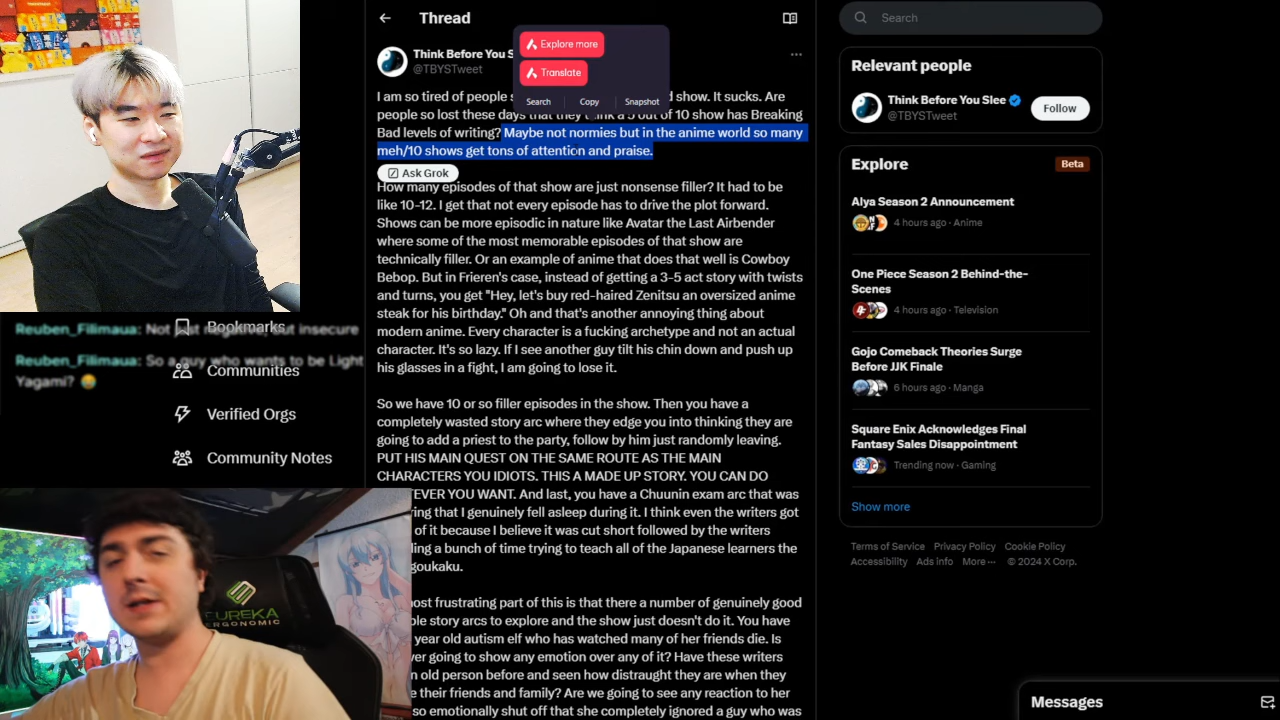 Thread
Think Before You S
@TBYSTweet
Explore more
Translate
Search
Copy
Snapshot
I am so tired of people s d show. It sucks. Are
people so lost these days that they think a 5 out of 10 show has Breaking
Bad levels of writing? Maybe not normies but in the anime world so many
meh/10 shows get tons of attention and praise.
Ask Grok
How many episodes of that show are just nonsense filler? It had to be
like 10-12. I get that not every episode has to drive the plot forward.
Shows can be more episodic in nature like Avatar the Last Airbender
where some of the most memorable episodes of that show are
technically filler. Or an example of anime that does that well is Cowboy
Bebop. But in Frieren's case, instead of getting a 3-5 act story with twists
and turns, you get "Hey, let's buy red-haired Zenitsu an oversized anime
steak for his birthday." Oh and that's another annoying thing about
modern anime. Every character is a fucking archetype and not an actual
character. It's so lazy. If I see another guy tilt his chin down and push up
his glasses in a fight, I am going to lose it.
So we have 10 or so filler episodes in the show. Then you have a
completely wasted story arc where they edge you into thinking they are
going to add a priest to the party, follow by him just randomly leaving.
PUT HIS MAIN QUEST ON THE SAME ROUTE AS THE MAIN
CHARACTERS YOU IDIOTS. THIS A MADE UP STORY. YOU CAN DO
TEVER YOU WANT. And last, you have a Chuunin exam arc that was
ring that I genuinely fell asleep during it. I think even the writers got
of it because I believe it was cut short followed by the writers
ling a bunch of time trying to teach all of the Japanese learners the
goukaku.
ost frustrating part of this is that there a number of genuinely good
ple story arcs to explore and the show just doesn't do it. You have
year old autism elf who has watched many of her friends die. Is
er going to show any emotion over any of it? Have these writers
n old person before and seen how distraught they are when they
e their friends and family? Are we going to see any reaction to her
so emotionally shut off that she completely ignored a guy who was
Reuben_Filimaua: Not just negative, but insecure
Reuben_Filimaua: So a guy who wants to be Light
Yagami? 😭
Bookmarks
Communities
Verified Orgs
Community Notes
EUREKA
ERGONOMIC
Search
Relevant people
Think Before You Slee
@TBYSTweet
Follow
Explore
Beta
Alya Season 2 Announcement
4 hours ago · Anime
One Piece Season 2 Behind-the-
Scenes
4 hours ago · Television
Gojo Comeback Theories Surge
Before JJK Finale
6 hours ago · Manga
Square Enix Acknowledges Final
Fantasy Sales Disappointment
Trending now · Gaming
Show more
Terms of Service Privacy Policy Cookie Policy
Accessibility Ads info More ··· © 2024 X Corp.
Messages